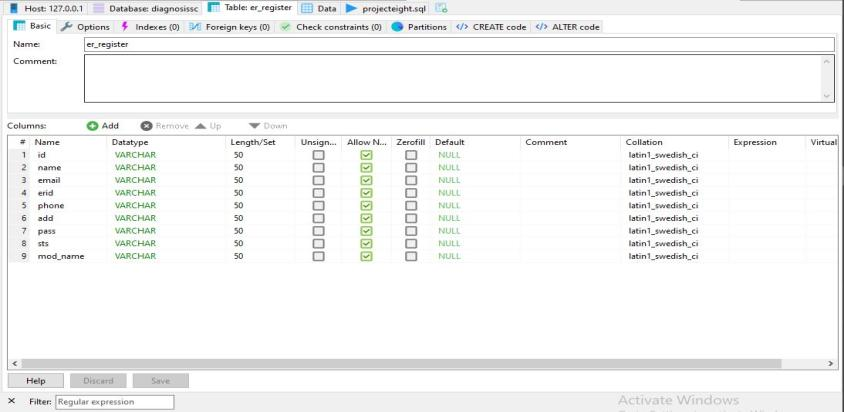 Host: 127.0.0.1 Database: diagnosissc Table: er_register Data projecteight.sql
Basic Options Indexes (0) Foreign keys (0) Check constraints (0) Partitions </> CREATE code </> ALTER code
Name: er_register
Comment:
Columns: Add Remove Up Down
# Name Datatype Length/Set Unsign... Allow N... Zerofill Default Comment Collation Expression Virtual
1 id VARCHAR 50 NULL latin1_swedish_ci
2 name VARCHAR 50 NULL latin1_swedish_ci
3 email VARCHAR 50 NULL latin1_swedish_ci
4 erid VARCHAR 50 NULL latin1_swedish_ci
5 phone VARCHAR 50 NULL latin1_swedish_ci
6 add VARCHAR 50 NULL latin1_swedish_ci
7 pass VARCHAR 50 NULL latin1_swedish_ci
8 sts VARCHAR 50 NULL latin1_swedish_ci
9 mod_name VARCHAR 50 NULL latin1_swedish_ci
Help Discard Save
Filter: Regular expression
Activate Windows